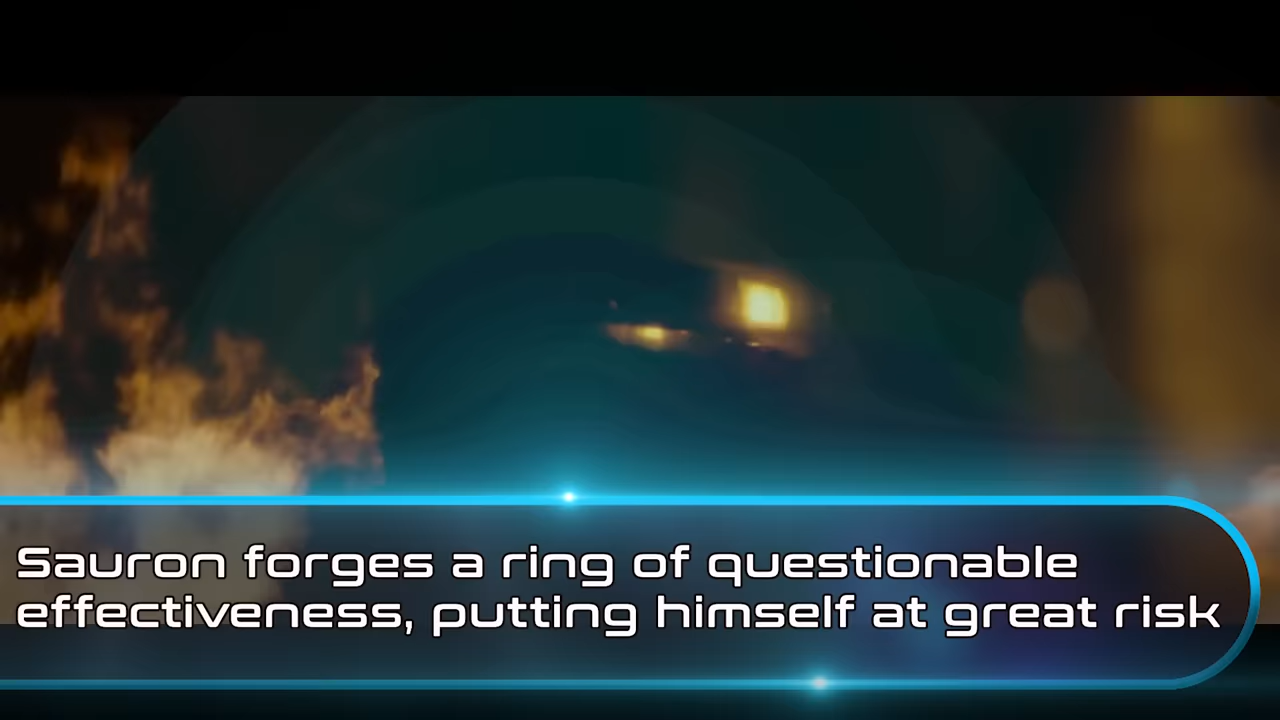 Sauron forges a ring of questionable
effectiveness, putting himself at great risk